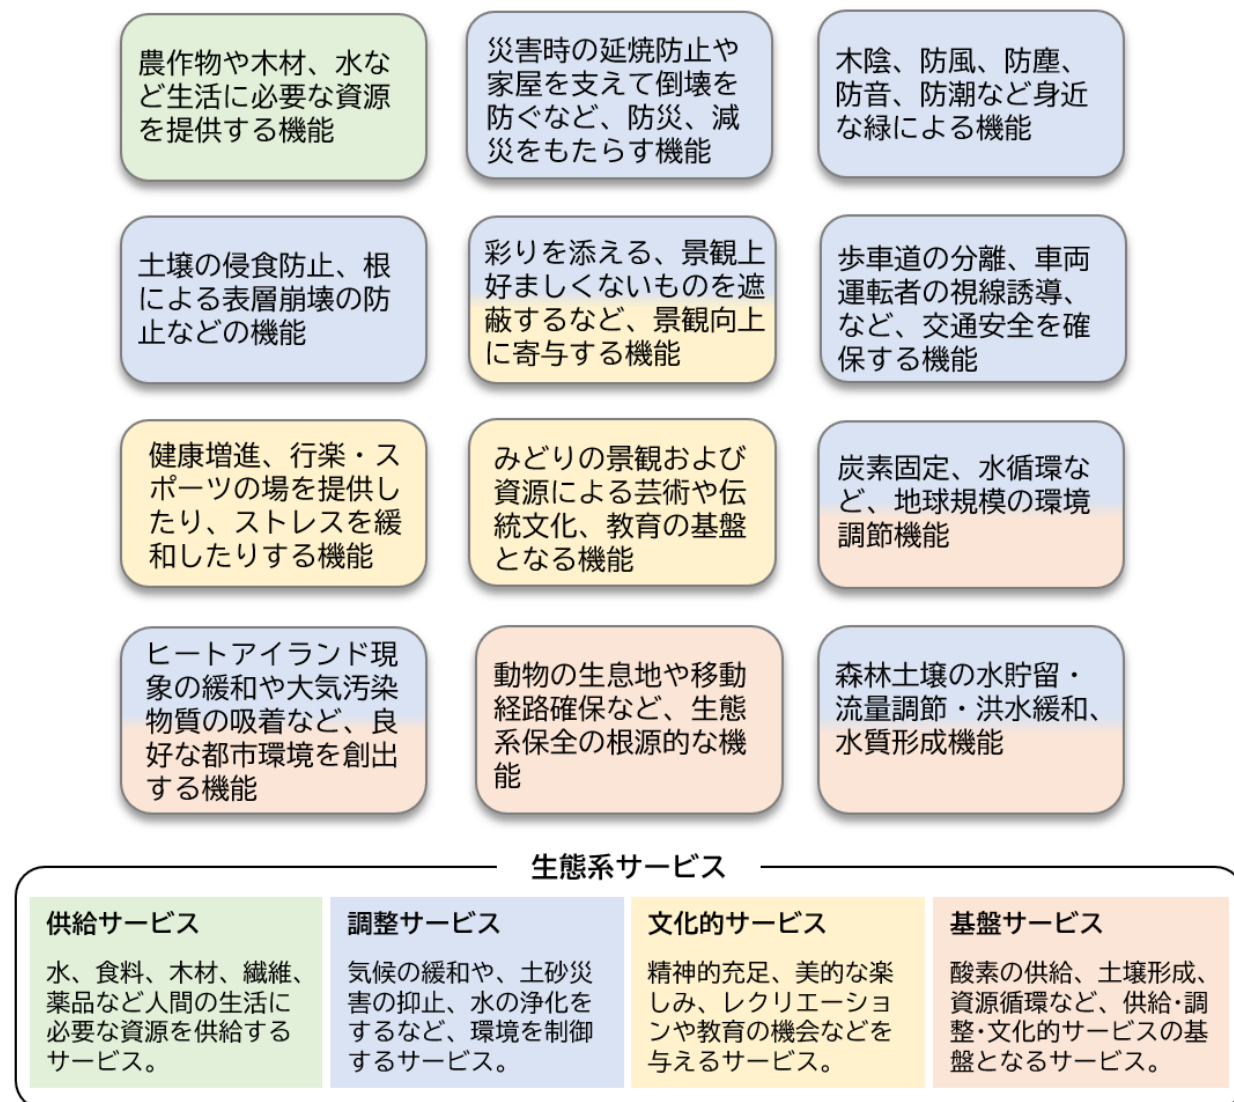 農作物や木材、水な
ど生活に必要な資源
を提供する機能
災害時の延焼防止や
家屋を支えて倒壊を
防ぐなど、防災、減
災をもたらす機能
木陰、防風、防塵、
防音、防潮など身近
な緑による機能
土壌の侵食防止、根
による表層崩壊の防
止などの機能
彩りを添える、景観上
好ましくないものを遮
蔽するなど、景観向上
に寄与する機能
歩車道の分離、車両
運転者の視線誘導、
など、交通安全を確
保する機能
健康増進、行楽・ス
ポーツの場を提供し
たり、ストレスを緩
和したりする機能
みどりの景観および
資源による芸術や伝
統文化、教育の基盤
となる機能
炭素固定、水循環な
ど、地球規模の環境
調節機能
ヒートアイランド現
象の緩和や大気汚染
物質の吸着など、良
好な都市環境を創出
する機能
動物の生息地や移動
経路確保など、生態
系保全の根源的な機
能
森林土壌の水貯留・
流量調節・洪水緩和、
水質形成機能
生態系サービス
供給サービス
水、食料、木材、繊維、
薬品など人間の生活に
必要な資源を供給する
サービス。
調整サービス
気候の緩和や、土砂災
害の抑止、水の浄化を
するなど、環境を制御
するサービス。
文化的サービス
精神的充足、美的な楽
しみ、レクリエーショ
ンや教育の機会などを
与えるサービス。
基盤サービス
酸素の供給、土壌形成、
資源循環など、供給･調
整･文化的サービスの基
盤となるサービス。